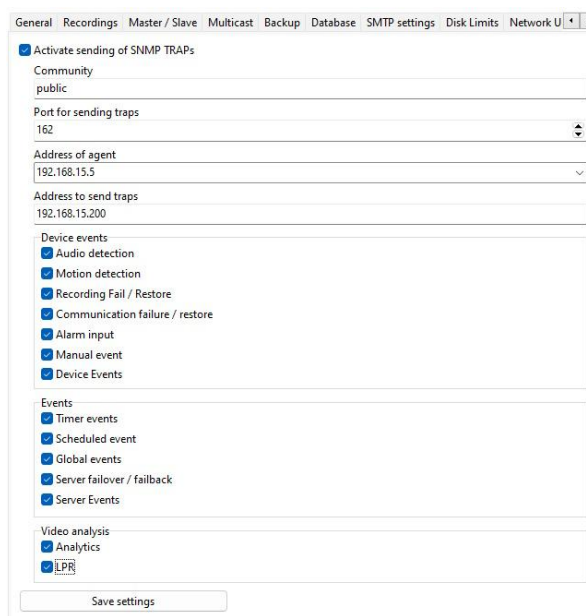 General Recordings Master / Slave Multicast Backup Database SMTP settings Disk Limits Network U
Activate sending of SNMP TRAPs
Community
public
Port for sending traps
162
Address of agent
192.168.15.5
Address to send traps
192.168.15.200
Device events
Audio detection
Motion detection
Recording Fail / Restore
Communication failure / restore
Alarm input
Manual event
Device Events
Events
Timer events
Scheduled event
Global events
Server failover / failback
Server Events
Video analysis
Analytics
LPR
Save settings